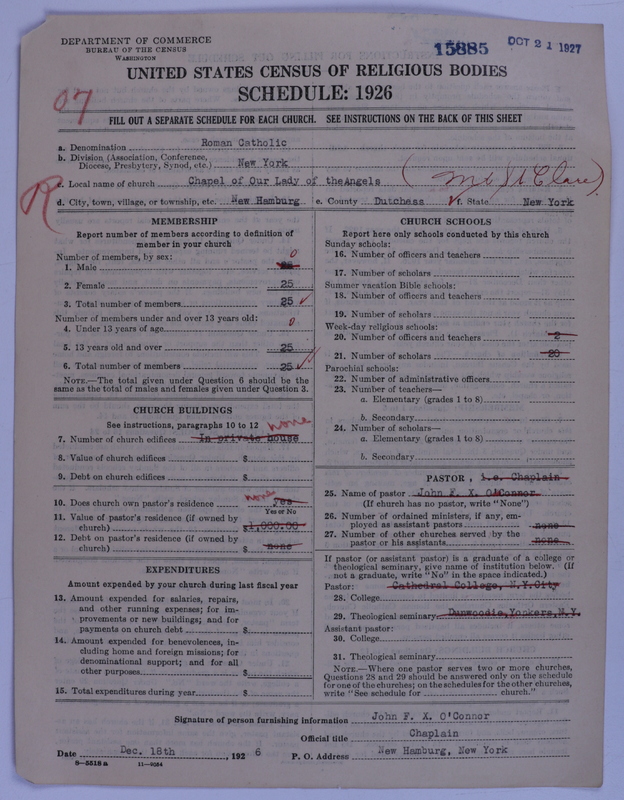 DEPARTMENT OF COMMERCE
BUREAU OF THE CENSUS
WASHINGTON
15885 OCT 21 1927
UNITED STATES CENSUS OF RELIGIOUS BODIES
SCHEDULE: 1926
07
FILL OUT A SEPARATE SCHEDULE FOR EACH CHURCH. SEE INSTRUCTIONS ON THE BACK OF THIS SHEET
a. Denomination Roman Catholic
b. Division (Association, Conference, Diocese, Presbytery, Synod, etc.) New York
R
c. Local name of church Chapel of Our Lady of the Angels (Mt St Clare)
d. City, town, village, or township, etc. New Hamburg e. County Dutchess f. State New York
MEMBERSHIP
Report number of members according to definition of
member in your church
Number of members, by sex:
1. Male 0
2. Female 25
3. Total number of members 25
Number of members under and over 13 years old:
4. Under 13 years of age 0
5. 13 years old and over 25
6. Total number of members 25
NOTE.—The total given under Question 6 should be the
same as the total of males and females given under Question 3.
CHURCH BUILDINGS
See instructions, paragraphs 10 to 12 none
7. Number of church edifices In private house
8. Value of church edifices $
9. Debt on church edifices $
none
10. Does church own pastor's residence yes
Yes or No
11. Value of pastor's residence (if owned by
church) $1,000.00
12. Debt on pastor's residence (if owned by
church) $ none
EXPENDITURES
Amount expended by your church during last fiscal year
13. Amount expended for salaries, repairs,
and other running expenses; for im-
provements or new buildings; and for
payments on church debt $
14. Amount expended for benevolences, in-
cluding home and foreign missions; for
denominational support; and for all
other purposes $
15. Total expenditures during year $
CHURCH SCHOOLS
Report here only schools conducted by this church
Sunday schools:
16. Number of officers and teachers
17. Number of scholars
Summer vacation Bible schools:
18. Number of officers and teachers
19. Number of scholars
Week-day religious schools:
20. Number of officers and teachers 2
21. Number of scholars 20
Parochial schools:
22. Number of administrative officers
23. Number of teachers—
a. Elementary (grades 1 to 8)
b. Secondary
24. Number of scholars—
a. Elementary (grades 1 to 8)
b. Secondary
PASTOR, i.e. Chaplain
25. Name of pastor John F. X. O'Connor
(If church has no pastor, write "None")
26. Number of ordained ministers, if any, em-
ployed as assistant pastors none
27. Number of other churches served by the
pastor or his assistants none
If pastor (or assistant pastor) is a graduate of a college or
theological seminary, give name of institution below. (If
not a graduate, write "No" in the space indicated.)
Pastor: Cathedral College, N.Y.City
28. College
29. Theological seminary Dunwoodie,Yonkers,N.Y.
Assistant pastor:
30. College
31. Theological seminary
NOTE.—Where one pastor serves two or more churches,
Questions 28 and 29 should be answered only on the schedule
for one of the churches; on the schedules for the other churches,
write "See schedule for church."
Signature of person furnishing information John F. X. O'Connor
Official title Chaplain
Date Dec. 18th, 1926 P. O. Address New Hamburg, New York
8—5518 a 11—9054